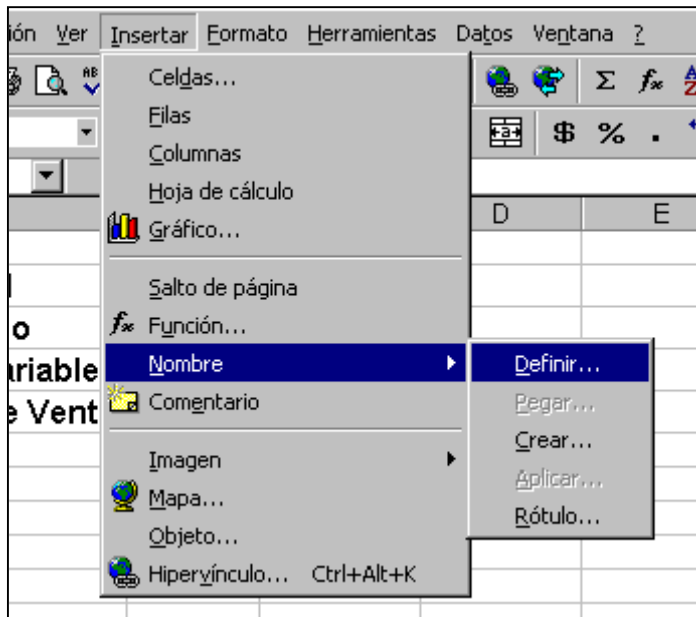 ión Ver Insertar Formato Herramientas Datos Ventana ?
Celdas...
Filas
Columnas
Hoja de cálculo
Gráfico...
Salto de página
Función...
Nombre
Comentario
Imagen
Mapa...
Objeto...
Hipervínculo... Ctrl+Alt+K
Definir...
Pegar...
Crear...
Aplicar...
Rótulo...
Σ fx
$ % .
D E
o
ariable
e Vent